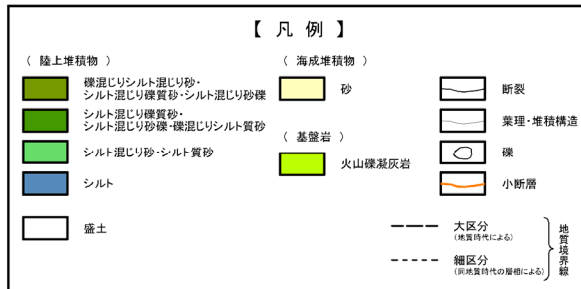 【 凡 例 】
（ 陸上堆積物 ）
礫混じりシルト混じり砂・
シルト混じり礫質砂・シルト混じり砂礫
シルト混じり礫質砂・
シルト混じり砂礫・礫混じりシルト質砂
シルト混じり砂・シルト質砂
シルト
盛土
（ 海成堆積物 ）
砂
（ 基盤岩 ）
火山礫凝灰岩
断裂
葉理・堆積構造
礫
小断層
大区分
（地質時代による）
細区分
（同地質時代の層相による）
地質境界線